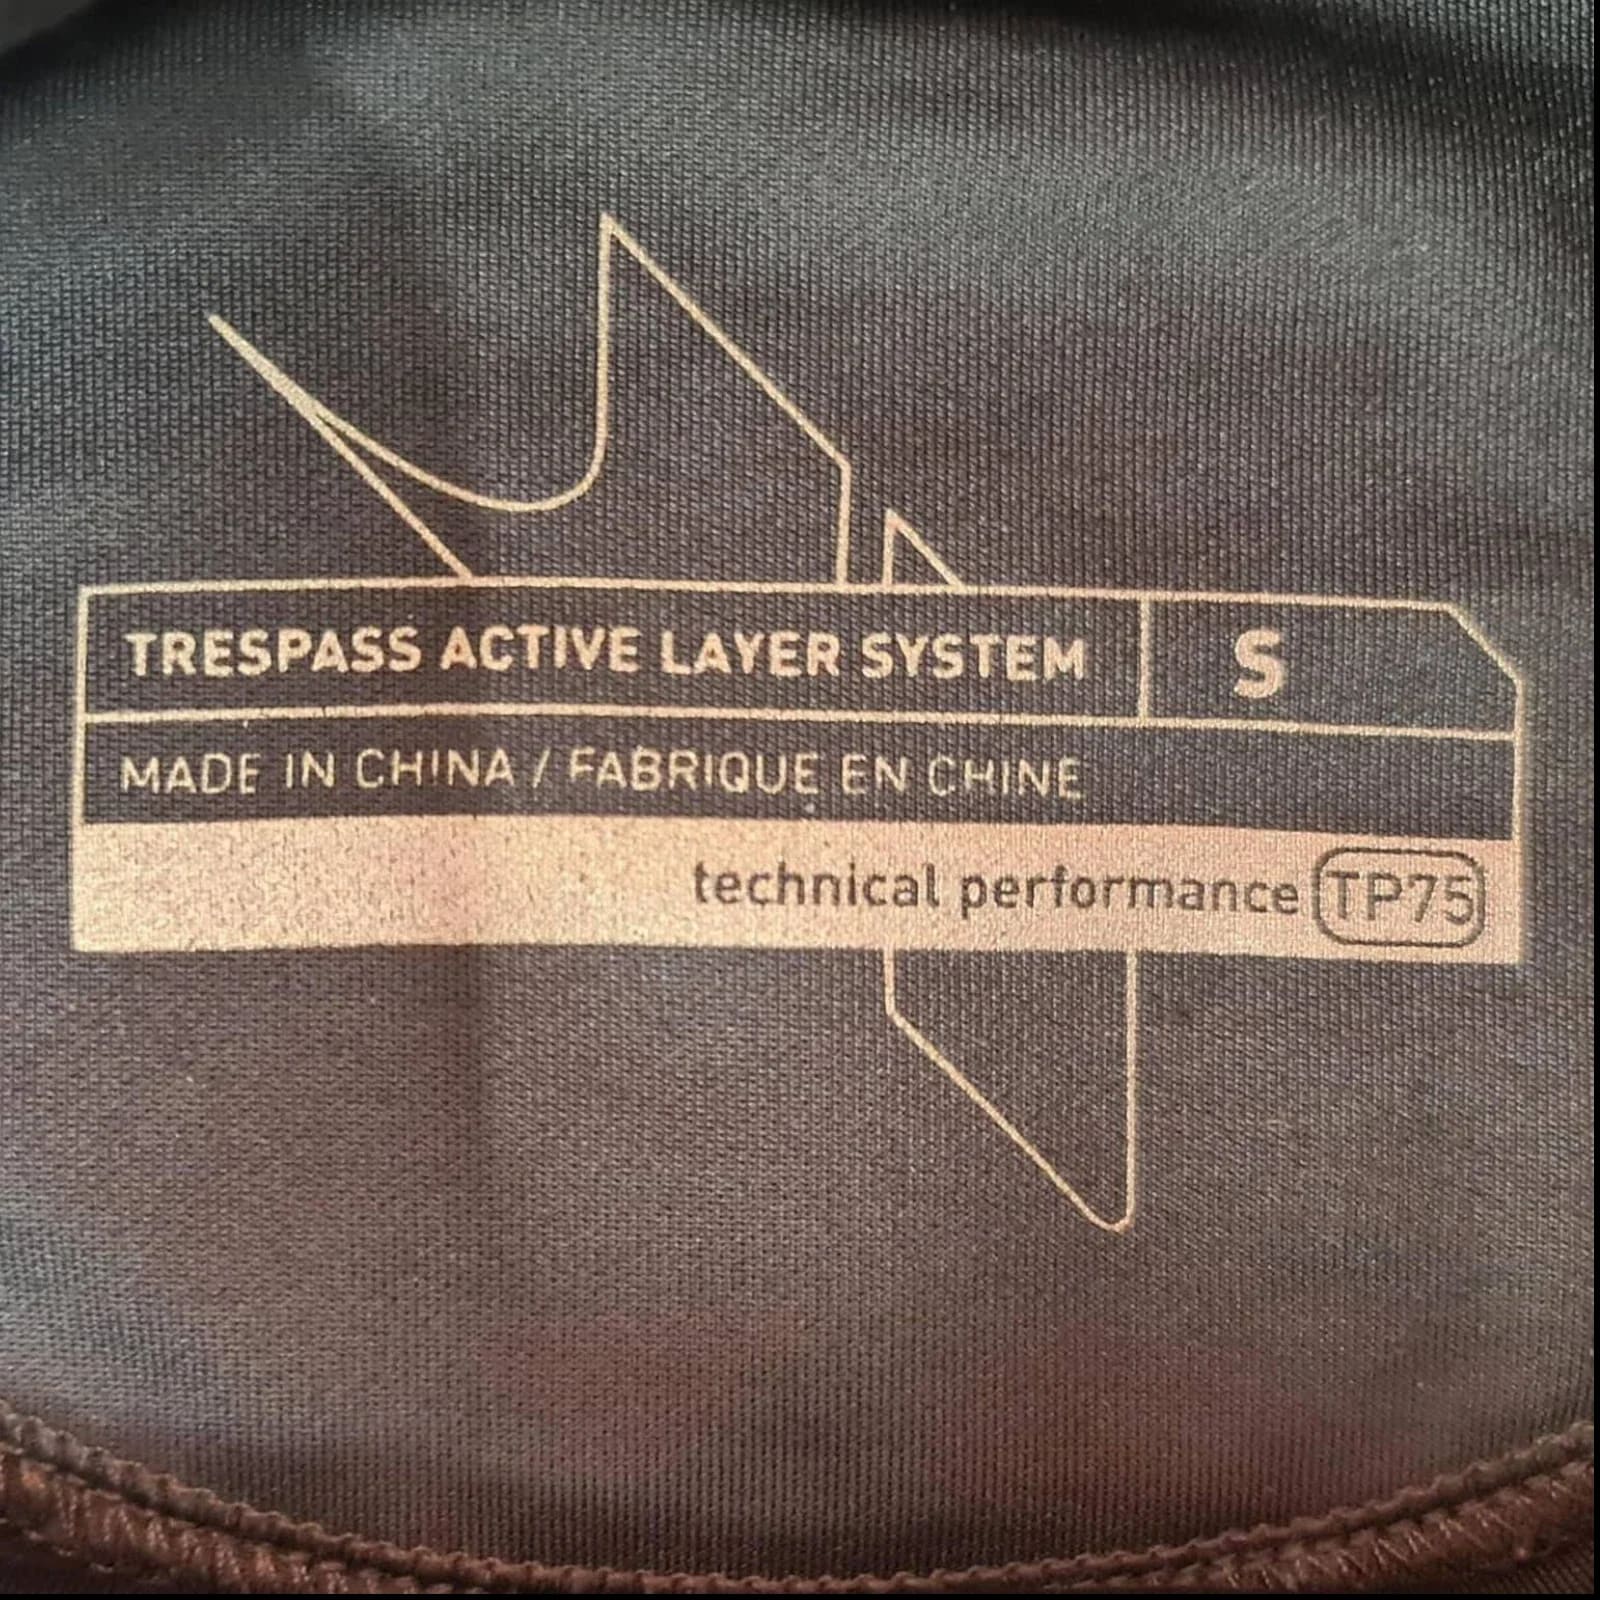 TRESPASS ACTIVE LAYER SYSTEM S
MADE IN CHINA / FABRIQUE EN CHINE
technical performance TP75